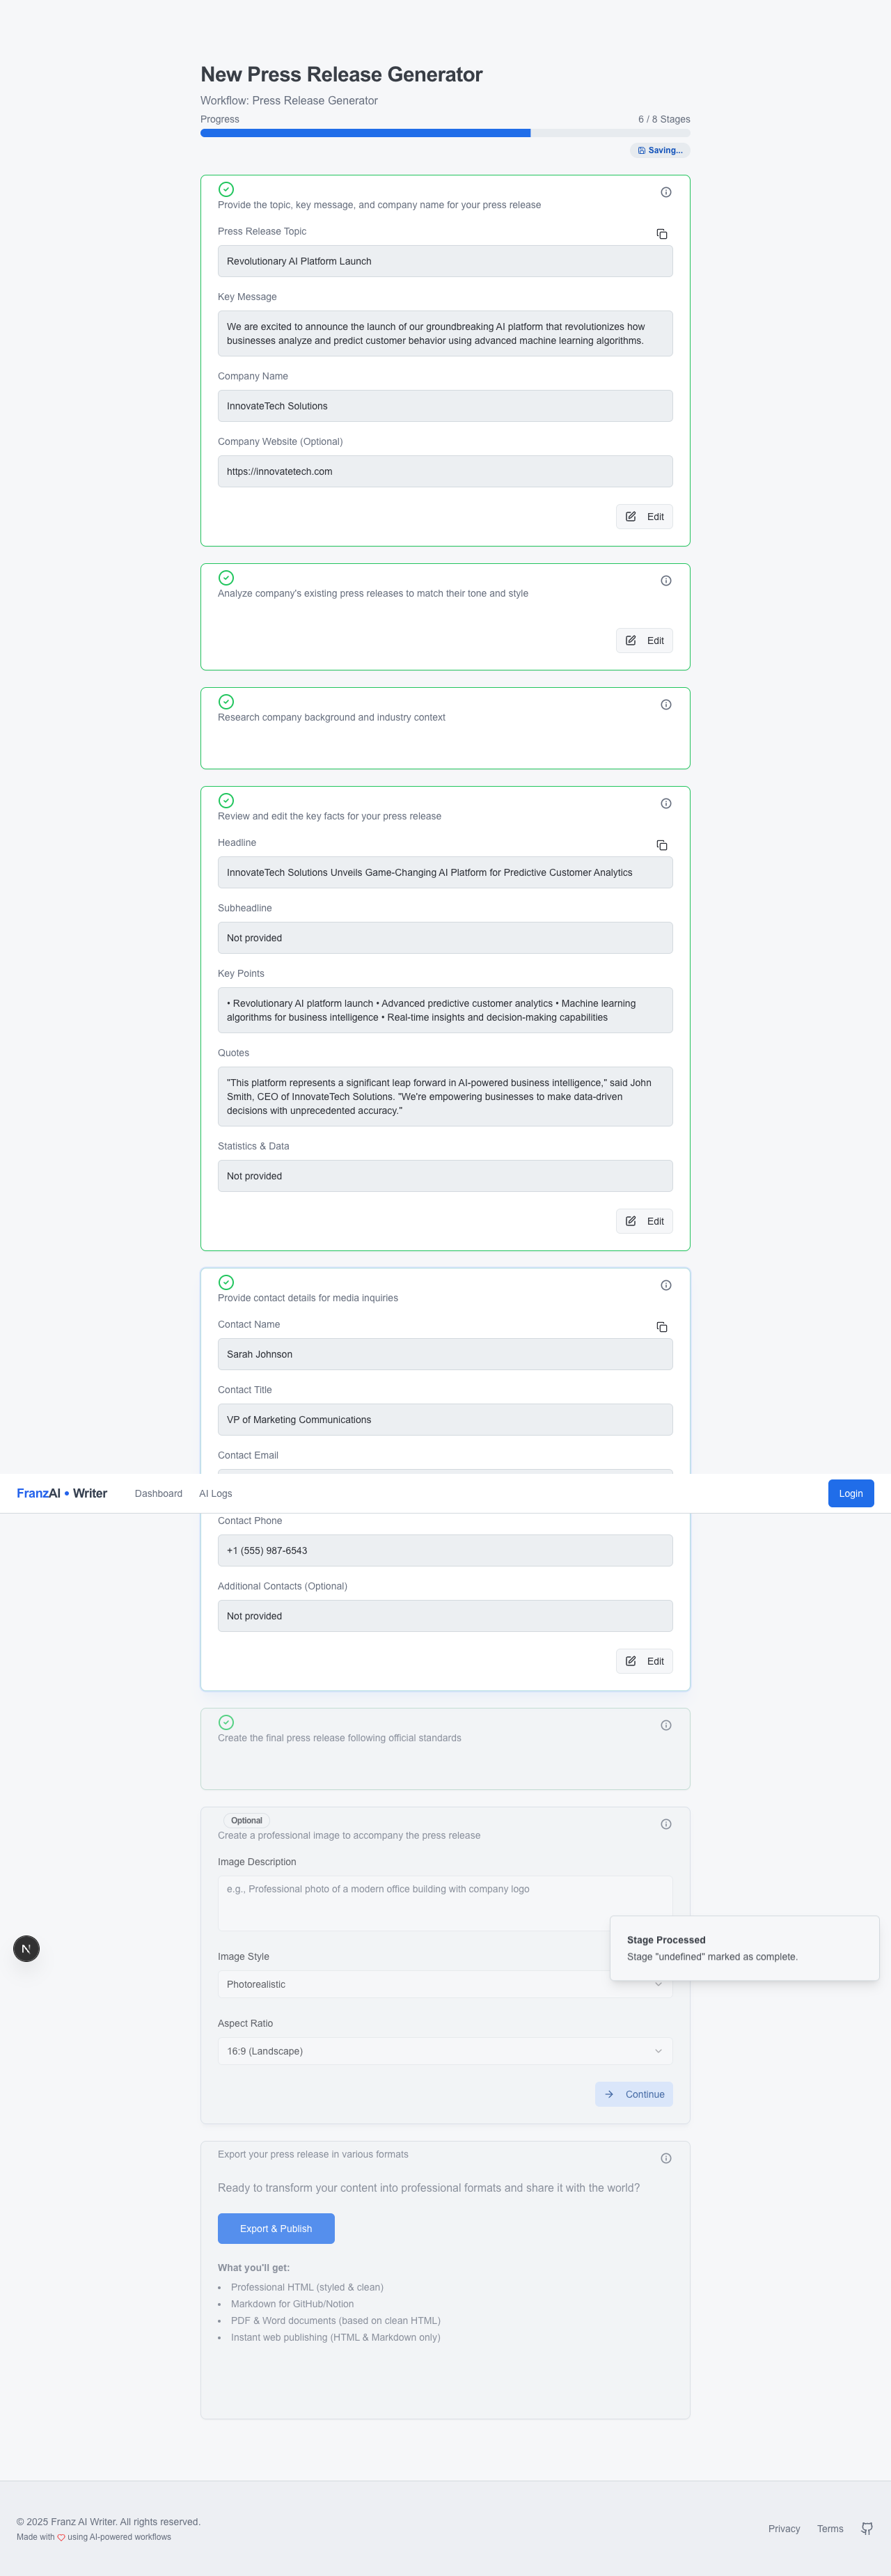 New Press Release Generator
Workflow: Press Release Generator
Progress
6 / 8 Stages
Saving...
Provide the topic, key message, and company name for your press release
Press Release Topic
Revolutionary AI Platform Launch
Key Message
We are excited to announce the launch of our groundbreaking AI platform that revolutionizes how
businesses analyze and predict customer behavior using advanced machine learning algorithms.
Company Name
InnovateTech Solutions
Company Website (Optional)
https://innovatetech.com
Edit
Analyze company's existing press releases to match their tone and style
Edit
Research company background and industry context
Review and edit the key facts for your press release
Headline
InnovateTech Solutions Unveils Game-Changing AI Platform for Predictive Customer Analytics
Subheadline
Not provided
Key Points
• Revolutionary AI platform launch • Advanced predictive customer analytics • Machine learning
algorithms for business intelligence • Real-time insights and decision-making capabilities
Quotes
"This platform represents a significant leap forward in AI-powered business intelligence," said John
Smith, CEO of InnovateTech Solutions. "We're empowering businesses to make data-driven
decisions with unprecedented accuracy."
Statistics & Data
Not provided
Edit
Provide contact details for media inquiries
Contact Name
Sarah Johnson
Contact Title
VP of Marketing Communications
Contact Email
FranzAI • Writer
Dashboard
AI Logs
Login
Contact Phone
+1 (555) 987-6543
Additional Contacts (Optional)
Not provided
Edit
Create the final press release following official standards
Optional
Create a professional image to accompany the press release
Image Description
e.g., Professional photo of a modern office building with company logo
Stage Processed
Stage "undefined" marked as complete.
N
Image Style
Photorealistic
Aspect Ratio
16:9 (Landscape)
Continue
Export your press release in various formats
Ready to transform your content into professional formats and share it with the world?
Export & Publish
What you'll get:
• Professional HTML (styled & clean)
• Markdown for GitHub/Notion
• PDF & Word documents (based on clean HTML)
• Instant web publishing (HTML & Markdown only)
© 2025 Franz AI Writer. All rights reserved.
Made with
using AI-powered workflows
Privacy
Terms